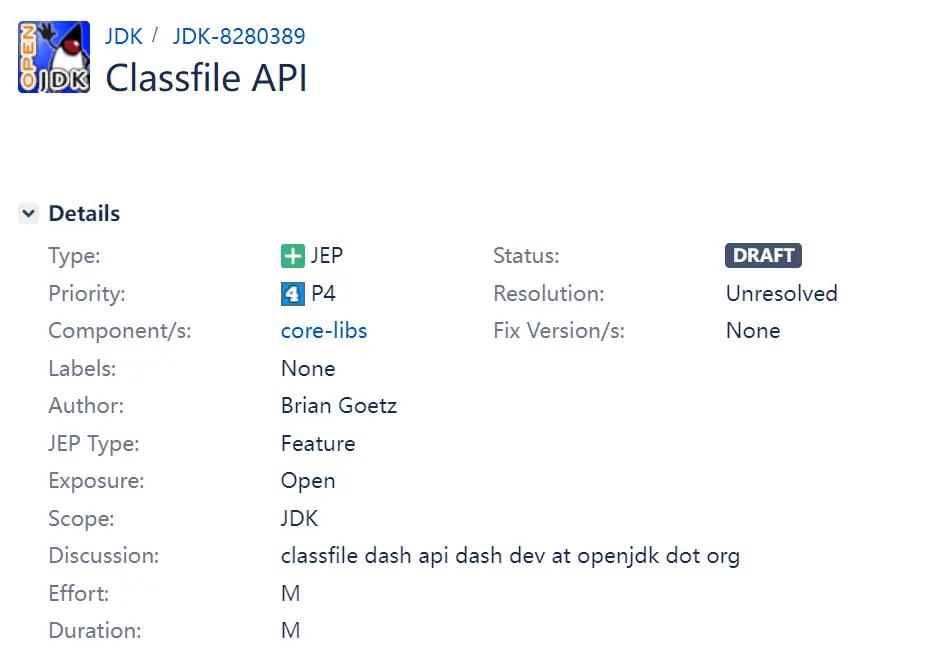 OPEN
JDK
JDK / JDK-8280389
Classfile API
Details
Type: JEP Status: DRAFT
Priority: 4 P4 Resolution: Unresolved
Component/s: core-libs Fix Version/s: None
Labels: None
Author: Brian Goetz
JEP Type: Feature
Exposure: Open
Scope: JDK
Discussion: classfile dash api dash dev at openjdk dot org
Effort: M
Duration: M